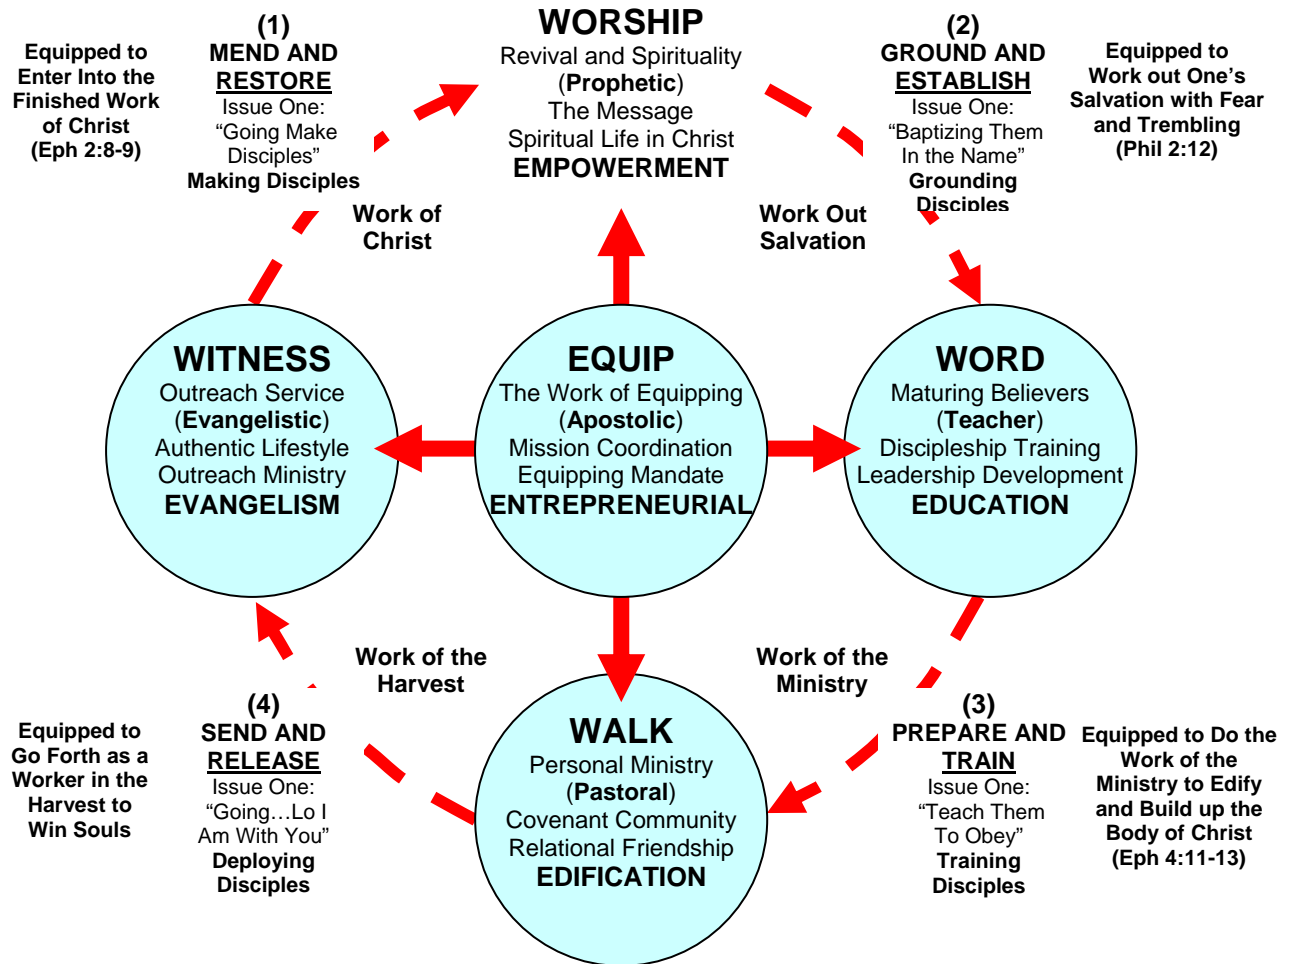 Equipped to
Enter Into the
Finished Work
of Christ
(Eph 2:8-9)
(1)
MEND AND
RESTORE
Issue One:
“Going Make
Disciples”
Making Disciples
WORSHIP
Revival and Spirituality
(Prophetic)
The Message
Spiritual Life in Christ
EMPOWERMENT
(2)
GROUND AND
ESTABLISH
Issue One:
“Baptizing Them
In the Name”
Grounding
Disciples
Equipped to
Work out One’s
Salvation with Fear
and Trembling
(Phil 2:12)
Work of
Christ
Work Out
Salvation
WITNESS
Outreach Service
(Evangelistic)
Authentic Lifestyle
Outreach Ministry
EVANGELISM
EQUIP
The Work of Equipping
(Apostolic)
Mission Coordination
Equipping Mandate
ENTREPRENEURIAL
WORD
Maturing Believers
(Teacher)
Discipleship Training
Leadership Development
EDUCATION
Work of the
Harvest
Work of the
Ministry
Equipped to
Go Forth as a
Worker in the
Harvest to
Win Souls
(4)
SEND AND
RELEASE
Issue One:
“Going…Lo I
Am With You”
Deploying
Disciples
WALK
Personal Ministry
(Pastoral)
Covenant Community
Relational Friendship
EDIFICATION
(3)
PREPARE AND
TRAIN
Issue One:
“Teach Them
To Obey”
Training
Disciples
Equipped to Do the
Work of the
Ministry to Edify
and Build up the
Body of Christ
(Eph 4:11-13)